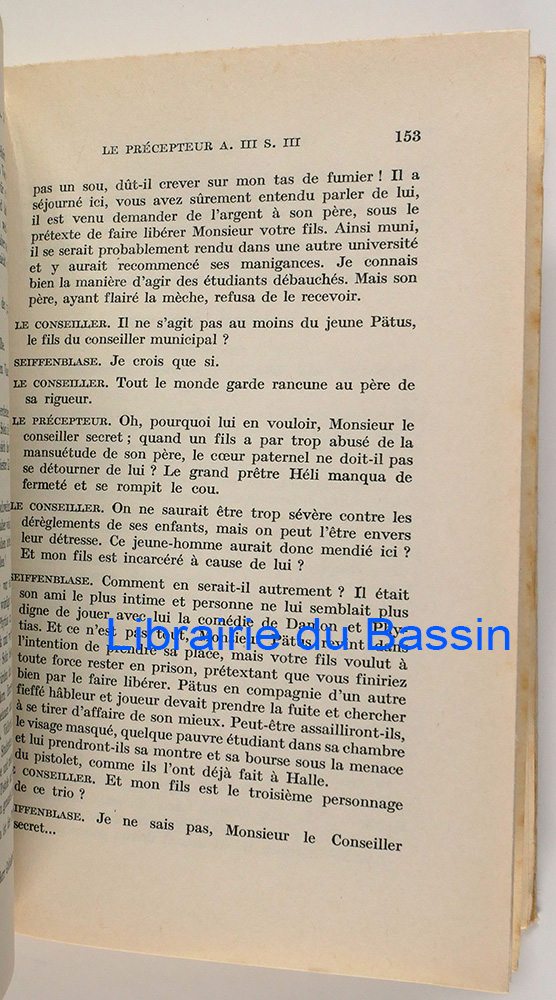 LE PRÉCEPTEUR A. III S. III 153
pas un sou, dût-il crever sur mon tas de fumier ! Il a
séjourné ici, vous avez sûrement entendu parler de lui,
il est venu demander de l'argent à son père, sous le
prétexte de faire libérer Monsieur votre fils. Ainsi muni,
il se serait probablement rendu dans une autre université
et y aurait recommencé ses manigances. Je connais
bien la manière d'agir des étudiants débauchés. Mais son
père, ayant flairé la mèche, refusa de le recevoir.
LE CONSEILLER. Il ne s'agit pas au moins du jeune Pätus,
le fils du conseiller municipal ?
SEIFFENBLASE. Je crois que si.
LE CONSEILLER. Tout le monde garde rancune au père de
sa rigueur.
LE PRÉCEPTEUR. Oh, pourquoi lui en vouloir, Monsieur le
conseiller secret ; quand un fils a par trop abusé de la
mansuétude de son père, le cœur paternel ne doit-il pas
se détourner de lui ? Le grand prêtre Héli manqua de
fermeté et se rompit le cou.
LE CONSEILLER. On ne saurait être trop sévère contre les
dérèglements de ses enfants, mais on peut l'être envers
leur détresse. Ce jeune-homme aurait donc mendié ici ?
Et mon fils est incarcéré à cause de lui ?
SEIFFENBLASE. Comment en serait-il autrement ? Il était
son ami le plus intime et personne ne lui semblait plus
digne de jouer avec lui la comédie de Damon et Phy-
tias. Et ce n'est pas tout, Monsieur Pätus revint dans
l'intention de prendre sa place, mais votre fils voulut à
toute force rester en prison, prétextant que vous finiriez
bien par le faire libérer. Pätus en compagnie d'un autre
fieffé hâbleur et joueur devait prendre la fuite et chercher
à se tirer d'affaire de son mieux. Peut-être assailliront-ils,
le visage masqué, quelque pauvre étudiant dans sa chambre
et lui prendront-ils sa montre et sa bourse sous la menace
du pistolet, comme ils l'ont déjà fait à Halle.
CONSEILLER. Et mon fils est le troisième personnage
de ce trio ?
IFFENBLASE. Je ne sais pas, Monsieur le Conseiller
secret...
Librairie du Bassin